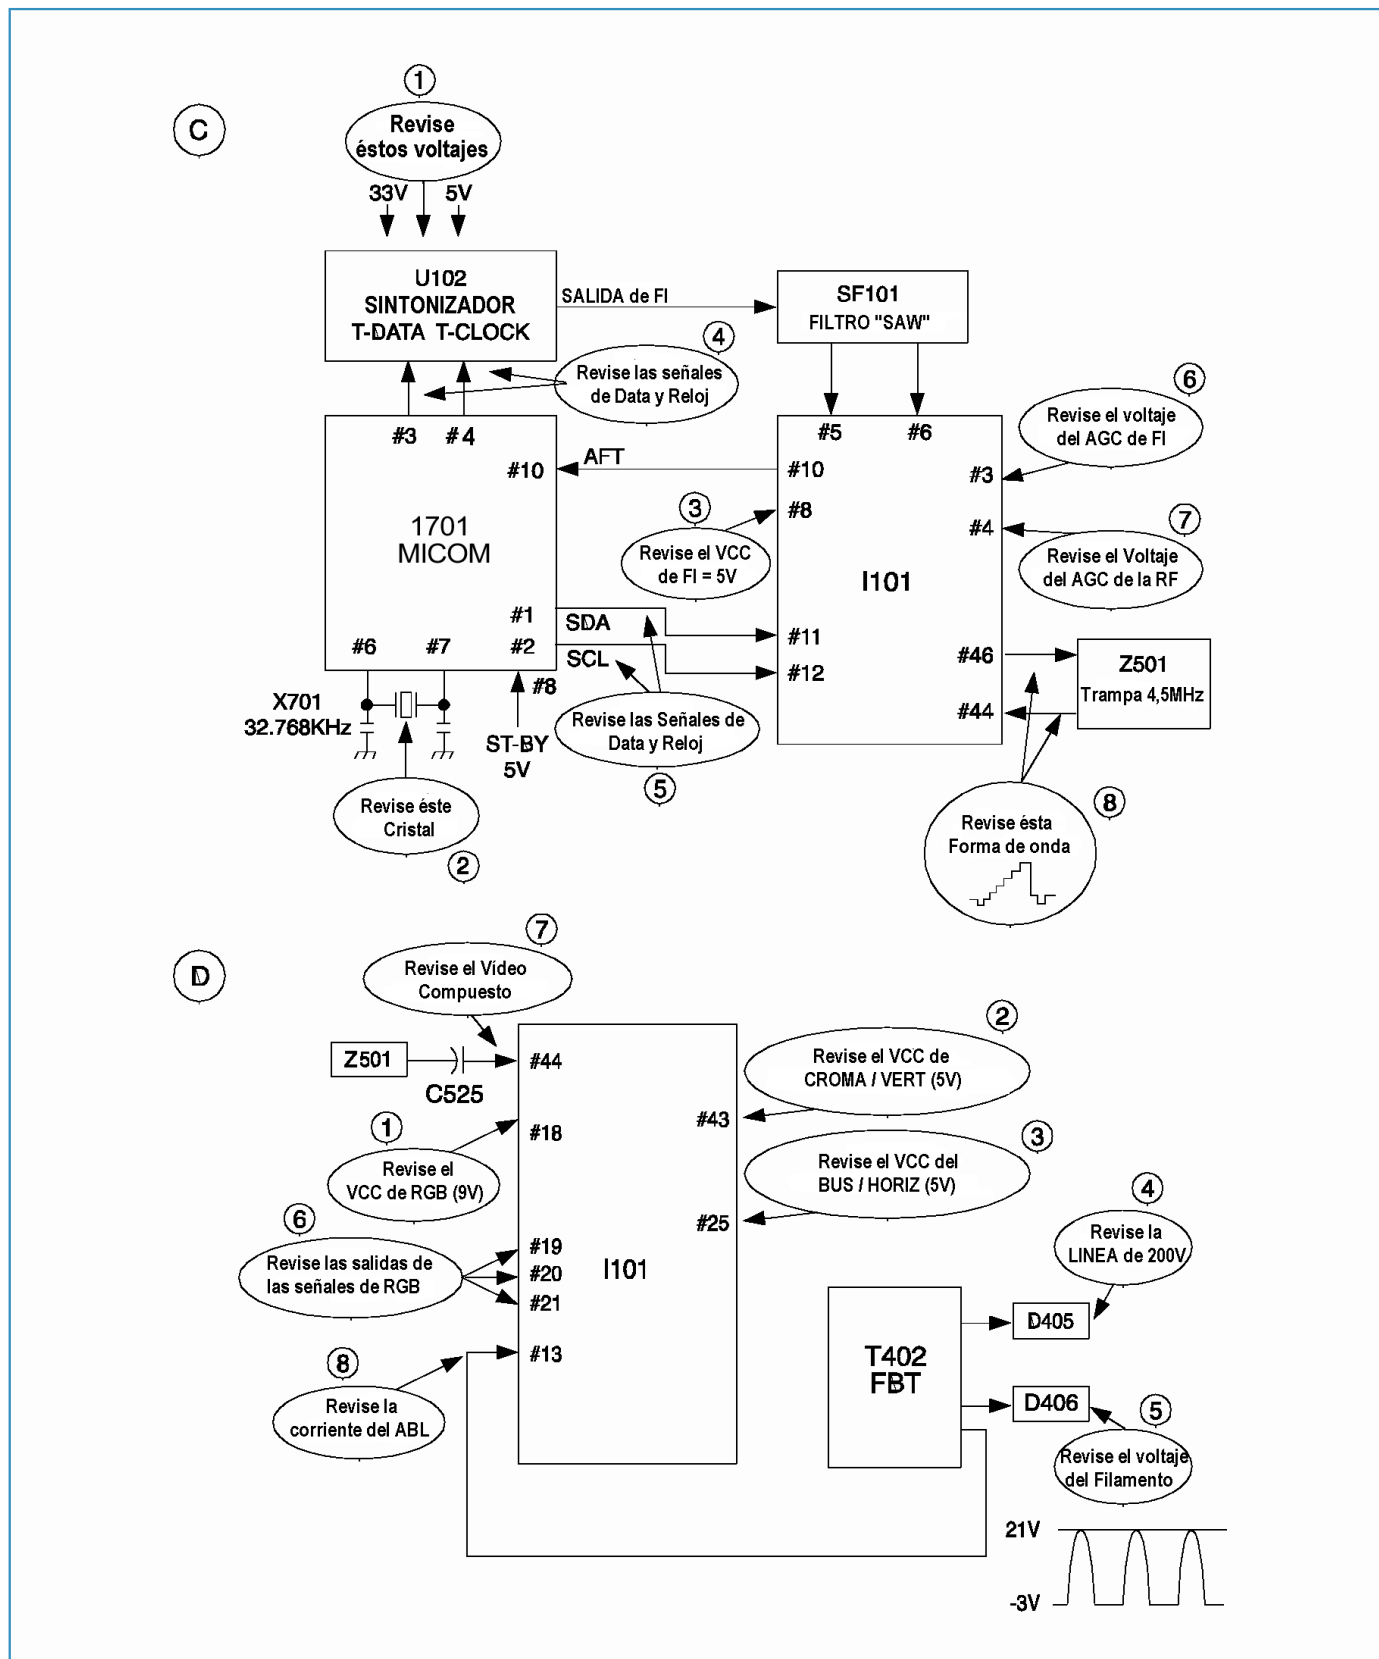 1
C
Revise
éstos voltajes
33V
5V
U102
SINTONIZADOR
T-DATA T-CLOCK
SALIDA de FI
SF101
FILTRO "SAW"
4
Revise las señales
de Data y Reloj
6
Revise el voltaje
del AGC de FI
#3
#4
#5
#6
#10
AFT
#10
#3
3
#8
7
#4
1701
MICOM
Revise el VCC
de FI = 5V
I101
Revise el Voltaje
del AGC de la RF
#1
SDA
#11
#6
#7
#2
SCL
#12
#46
Z501
Trampa 4,5MHz
#8
#44
X701
32.768KHz
ST-BY
5V
Revise las Señales de
Data y Reloj
5
Revise éste
Cristal
2
8
Revise ésta
Forma de onda
7
D
Revise el Video
Compuesto
2
Z501
C525
#44
Revise el VCC de
CROMA / VERT (5V)
1
#18
#43
3
Revise el
VCC de RGB (9V)
Revise el VCC del
BUS / HORIZ (5V)
4
6
#25
Revise la
LINEA de 200V
Revise las salidas de
las señales de RGB
#19
#20
#21
I101
D405
8
#13
T402
FBT
D406
5
Revise la
corriente del ABL
Revise el voltaje
del Filamento
21V
-3V